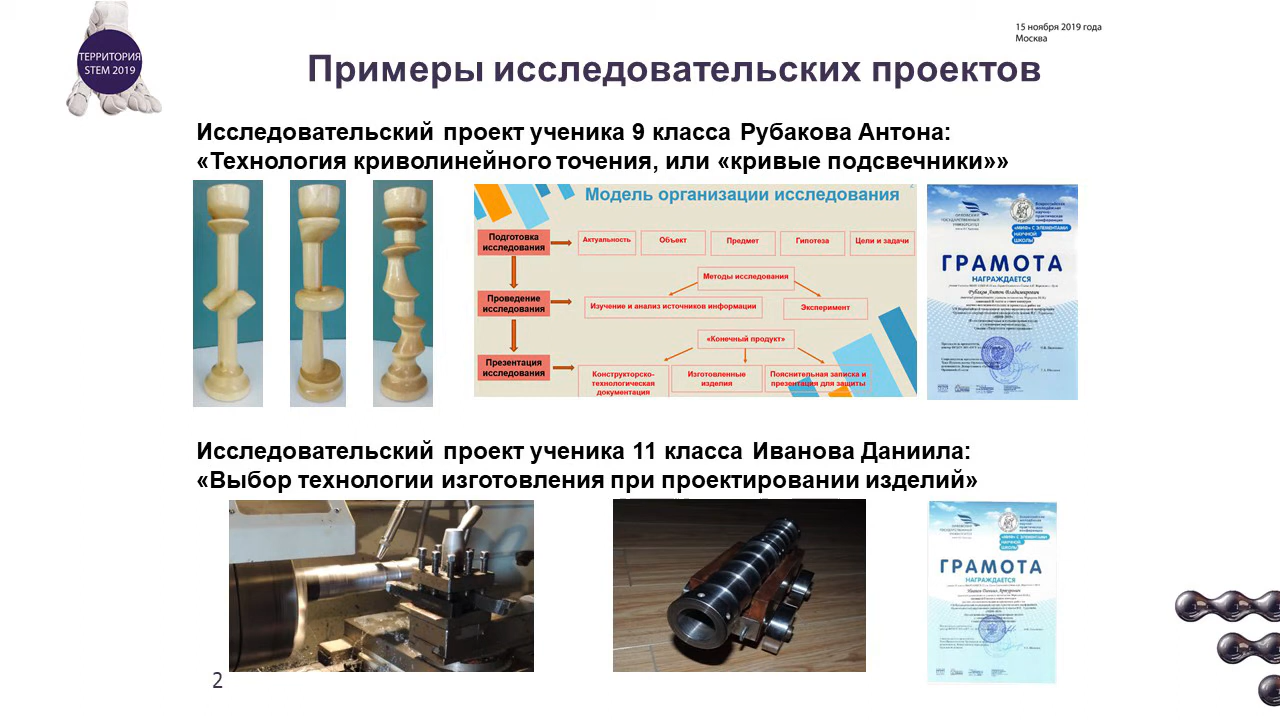 15 ноября 2019 года
Москва
ТЕРРИТОРИЯ
STEM 2019
Примеры исследовательских проектов
Исследовательский проект ученика 9 класса Рубакова Антона:
«Технология криволинейного точения, или «кривые подсвечники»»
Модель организации исследования
Подготовка
исследования
Актуальность
Объект
Предмет
Гипотеза
Цели и задачи
Методы исследования
Проведение
исследования
Изучение и анализ источников информации
Эксперимент
«Конечный продукт»
Презентация
исследования
Конструкторско-
технологическая
документация
Изготовленные
изделия
Пояснительная записка и
презентация для защиты
«МИФ» С ЭЛЕМЕНТАМИ
НАУЧНОЙ
ШКОЛЫ
ГРАМОТА
НАГРАЖДАЕТСЯ
Исследовательский проект ученика 11 класса Иванова Даниила:
«Выбор технологии изготовления при проектировании изделий»
ГРАМОТА
НАГРАЖДАЕТСЯ
2